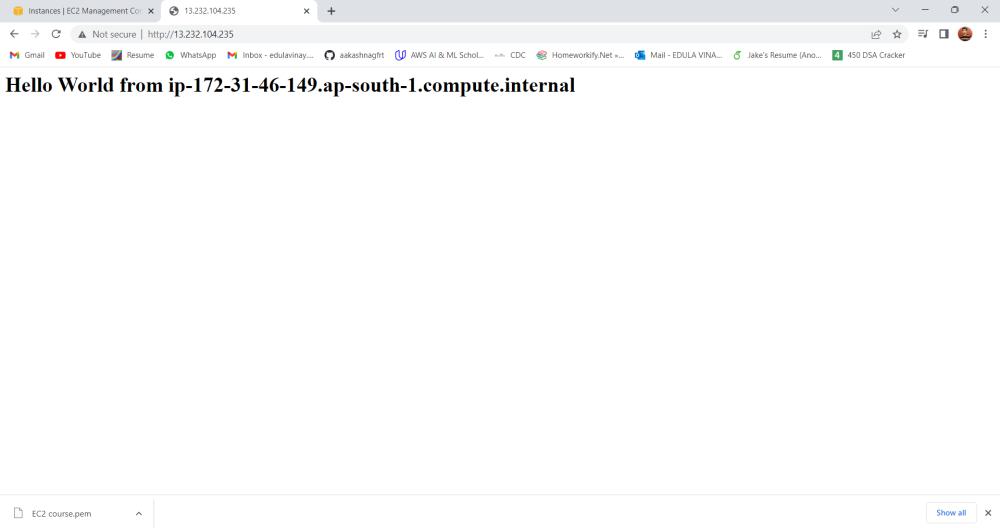 Instances | EC2 Management Con
13.232.104.235
Not secure | http://13.232.104.235
Gmail YouTube Resume WhatsApp Inbox - edulavinay.... aakashnagfrt AWS AI & ML Schol... CDC Homeworkify.Net »... Mail - EDULA VINA... Jake's Resume (Ano... 4 450 DSA Cracker
Hello World from ip-172-31-46-149.ap-south-1.compute.internal
EC2 course.pem
Show all